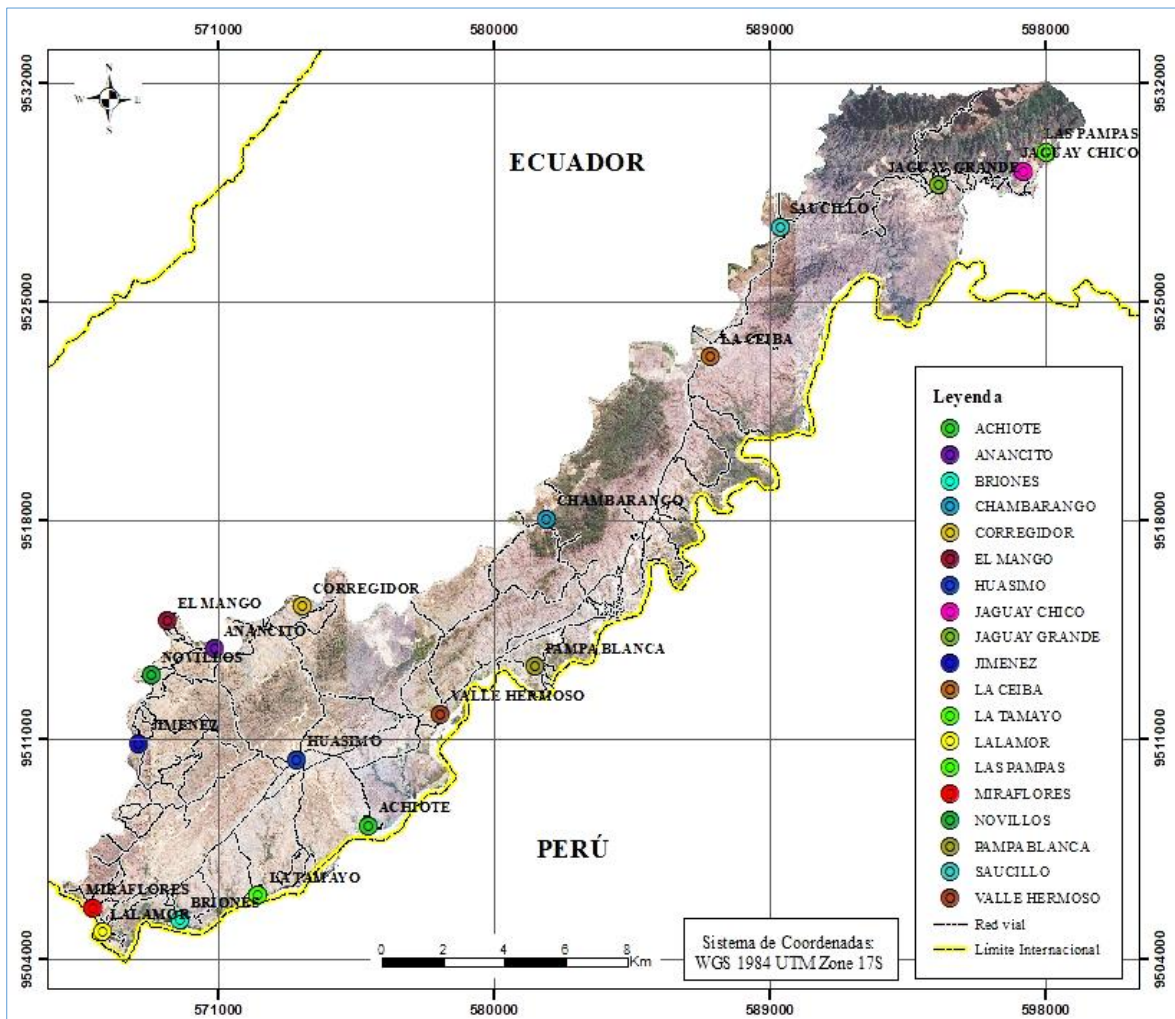 571000 580000 589000 598000
9532000 9532000
N
W E
S
ECUADOR
LAS PAMPAS
JAGUAY CHICO
JAGUAY GRANDE
SAUCILLO
9525000 9525000
LA CEIBA
Leyenda
ACHIOTE
ANANCITO
BRIONES
CHAMBARANGO
CORREGIDOR
EL MANGO
HUASIMO
JAGUAY CHICO
JAGUAY GRANDE
JIMENEZ
LA CEIBA
LA TAMAYO
LALAMOR
LAS PAMPAS
MIRAFLORES
NOVILLOS
PAMPA BLANCA
SAUCILLO
VALLE HERMOSO
Red vial
Límite Internacional
CHAMBARANGO
9518000 9518000
CORREGIDOR
EL MANGO
ANANCITO
NOVILLOS
PAMPA BLANCA
VALLE HERMOSO
JIMENEZ
9511000 9511000
HUASIMO
ACHIOTE
PERÚ
LA TAMAYO
MIRAFLORES
BRIONES
LALAMOR
0 2 4 6 8
Km
Sistema de Coordenadas:
WGS 1984 UTM Zone 17S
9504000 9504000
571000 580000 589000 598000